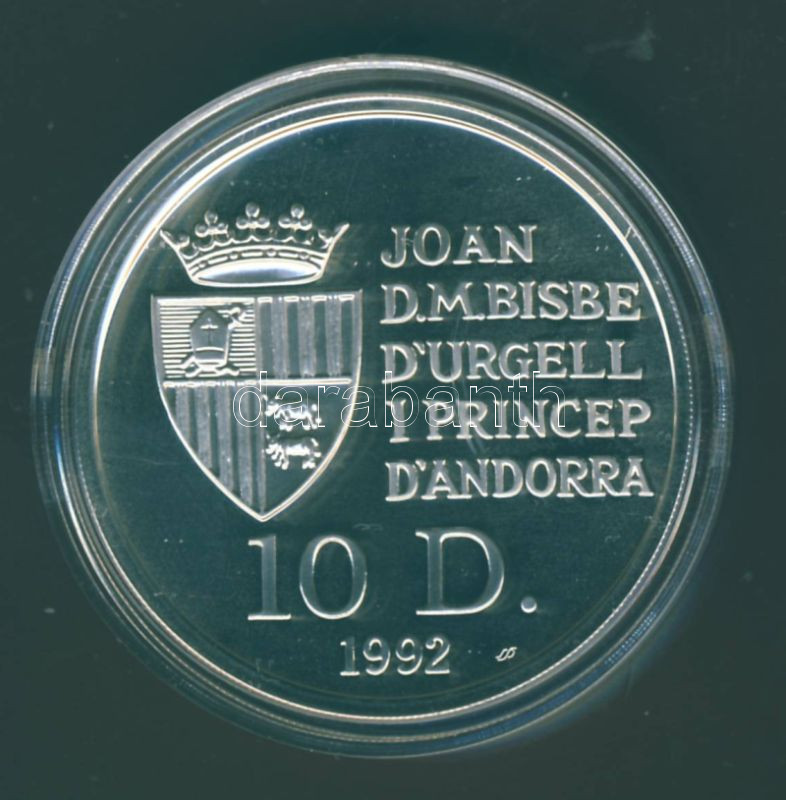 JOAN
D.M.BISBE
D'URGELL
darabanth
I PRINCEP
D'ANDORRA
10 D.
1992